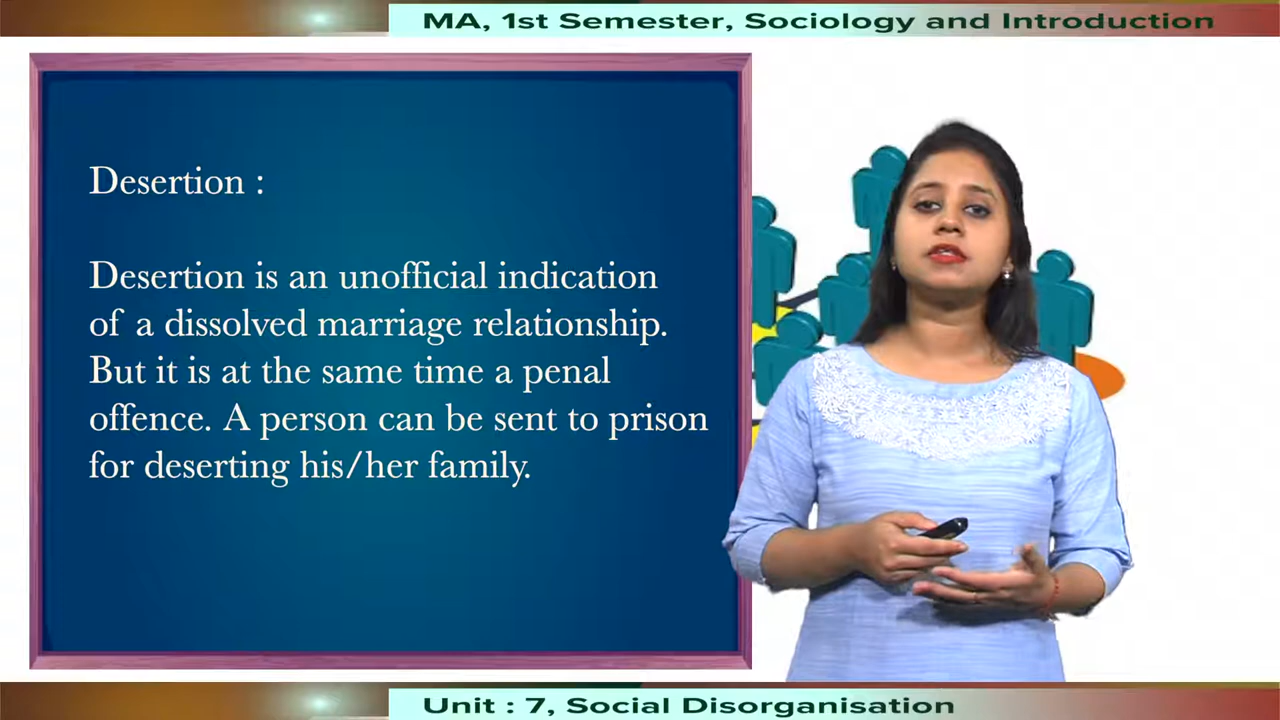 MA, 1st Semester, Sociology and Introduction
Desertion :
Desertion is an unofficial indication
of a dissolved marriage relationship.
But it is at the same time a penal
offence. A person can be sent to prison
for deserting his/her family.
Unit : 7, Social Disorganisation